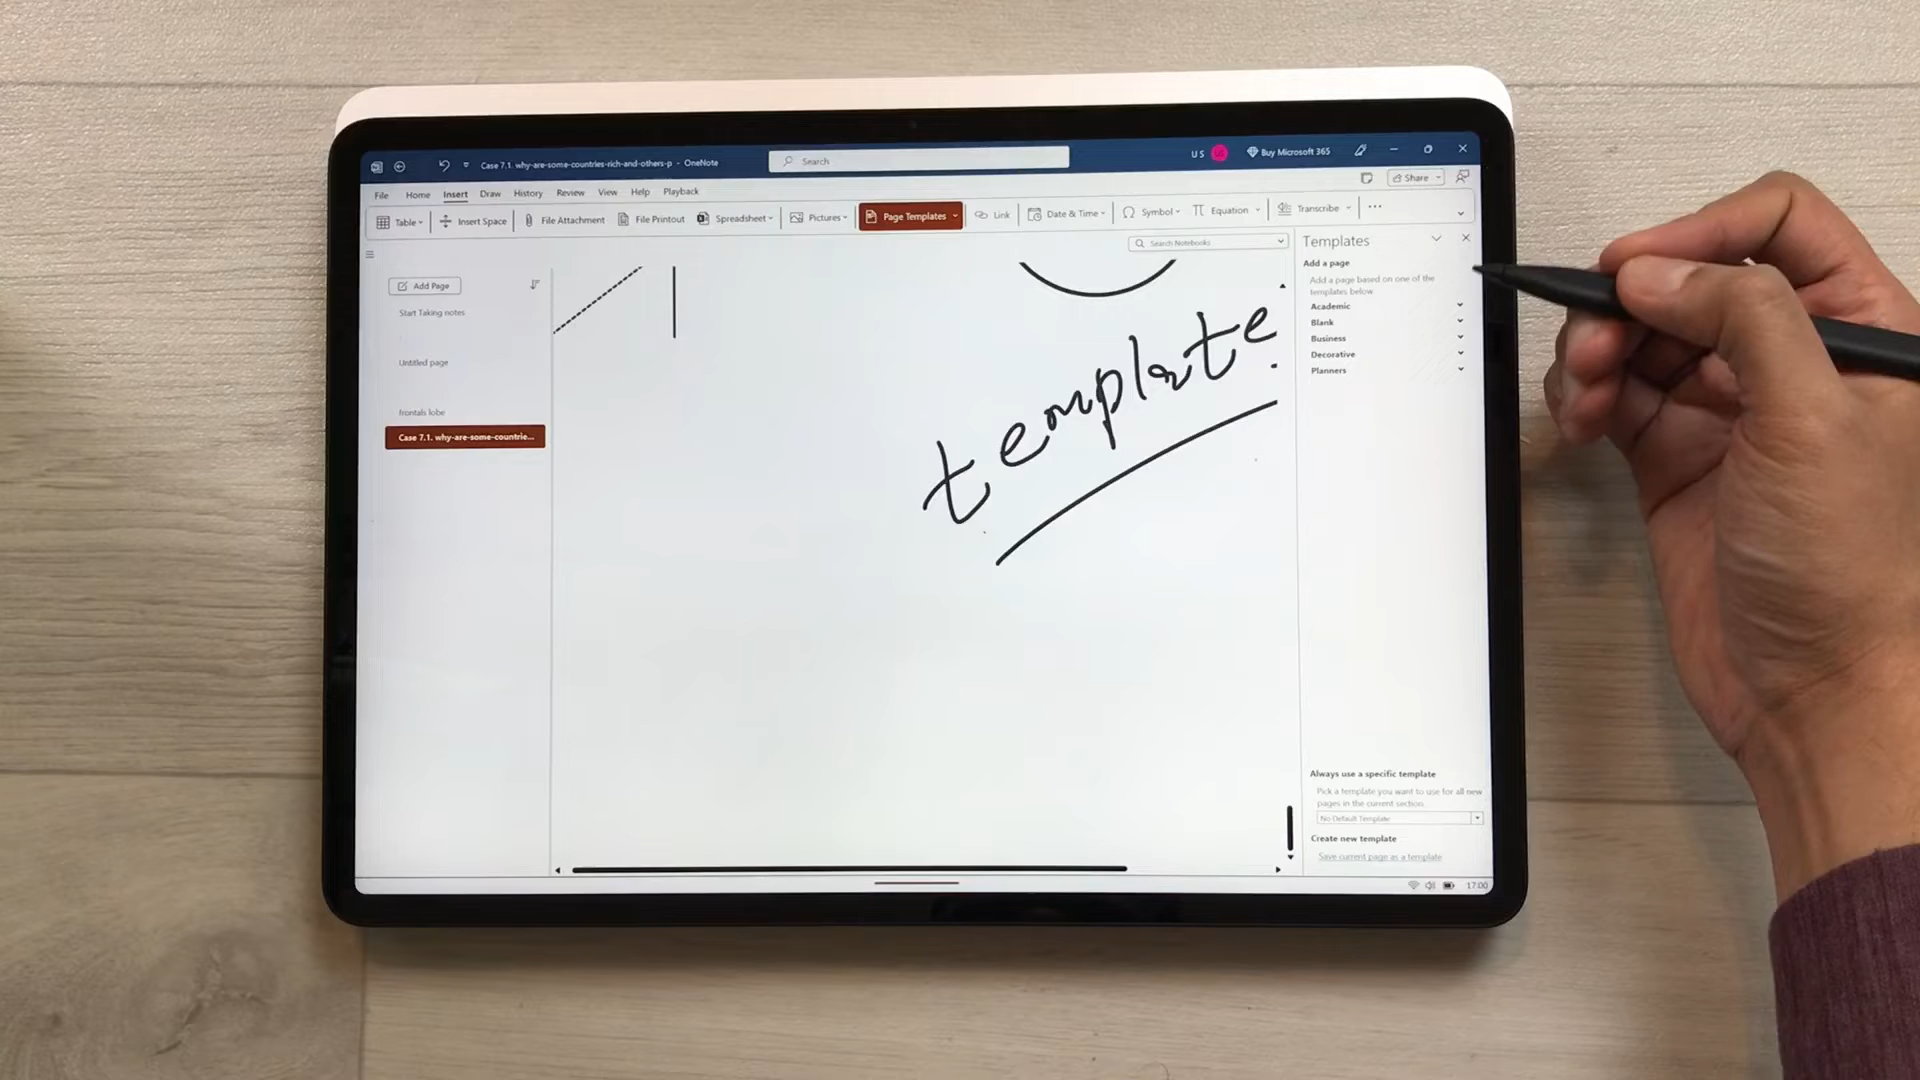 Case 7.1. why-are-some-countries-rich-and-others-p - OneNote
Search
U S
US
Buy Microsoft 365
File Home Insert Draw History Review View Help Playback
Share
Table Insert Space File Attachment File Printout Spreadsheet Pictures Page Templates Link Date & Time Symbol Equation Transcribe ...
Search Notebooks
Add Page
Start Taking notes
Untitled page
frontals lobe
Case 7.1. why-are-some-countrie...
template
Templates
Add a page
Add a page based on one of the
templates below.
Academic
Blank
Business
Decorative
Planners
Always use a specific template
Pick a template you want to use for all new
pages in the current section.
No Default Template
Create new template
Save current page as a template
17:00